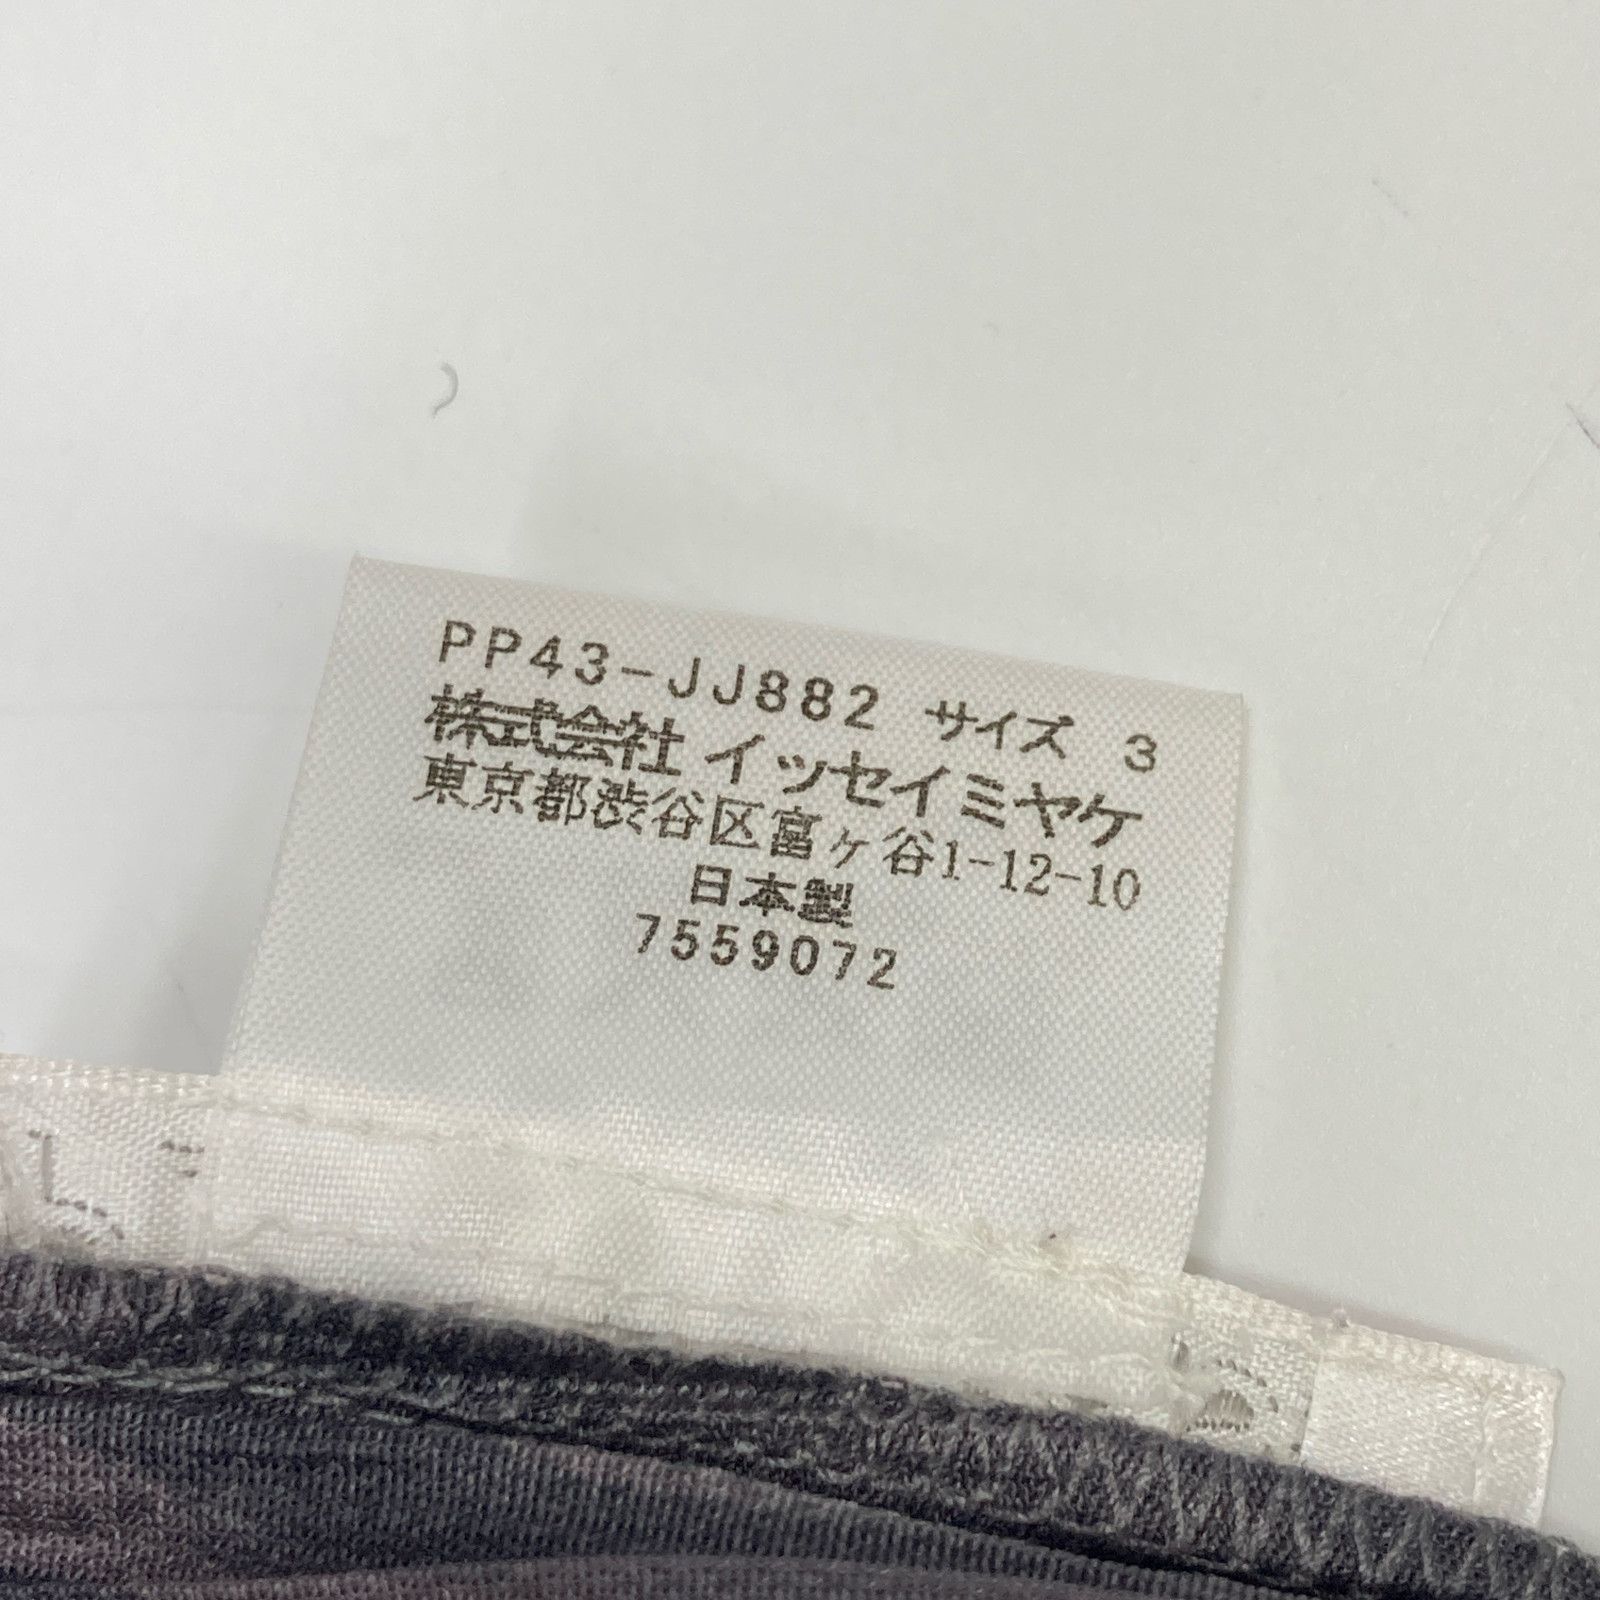 PP43-JJ882 サイズ 3
株式会社 イッセイミヤケ
東京都渋谷区富ヶ谷1-12-10
日本製
7559072